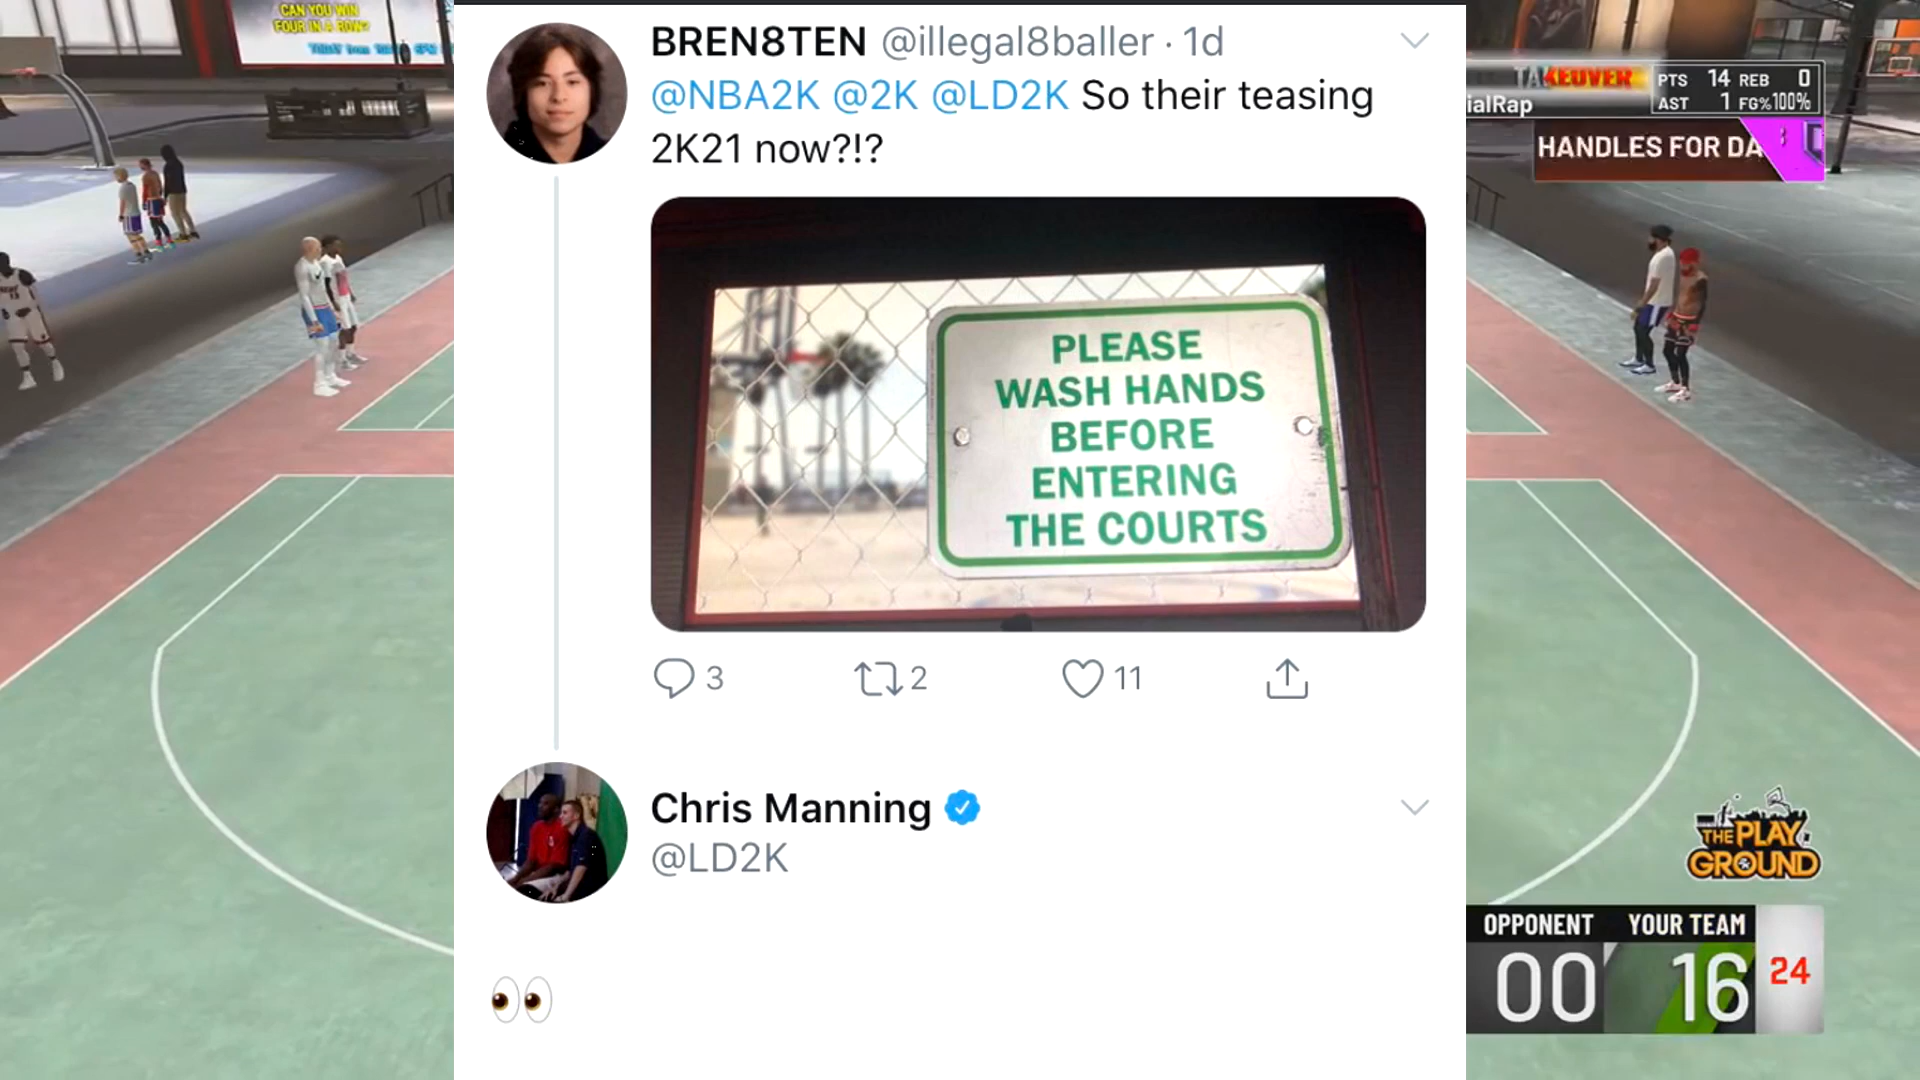 CAN YOU WIN
FOUR IN A ROW?
BREN8TEN @illegal8baller · 1d
@NBA2K @2K @LD2K So their teasing
2K21 now?!?
PLEASE
WASH HANDS
BEFORE
ENTERING
THE COURTS
3
2
11
Chris Manning
@LD2K
TAKEOVER
ialRap
PTS 14 REB 0
AST 1 FG% 100%
HANDLES FOR DA
THE PLAY
GROUND
OPPONENT YOUR TEAM
00 16 24